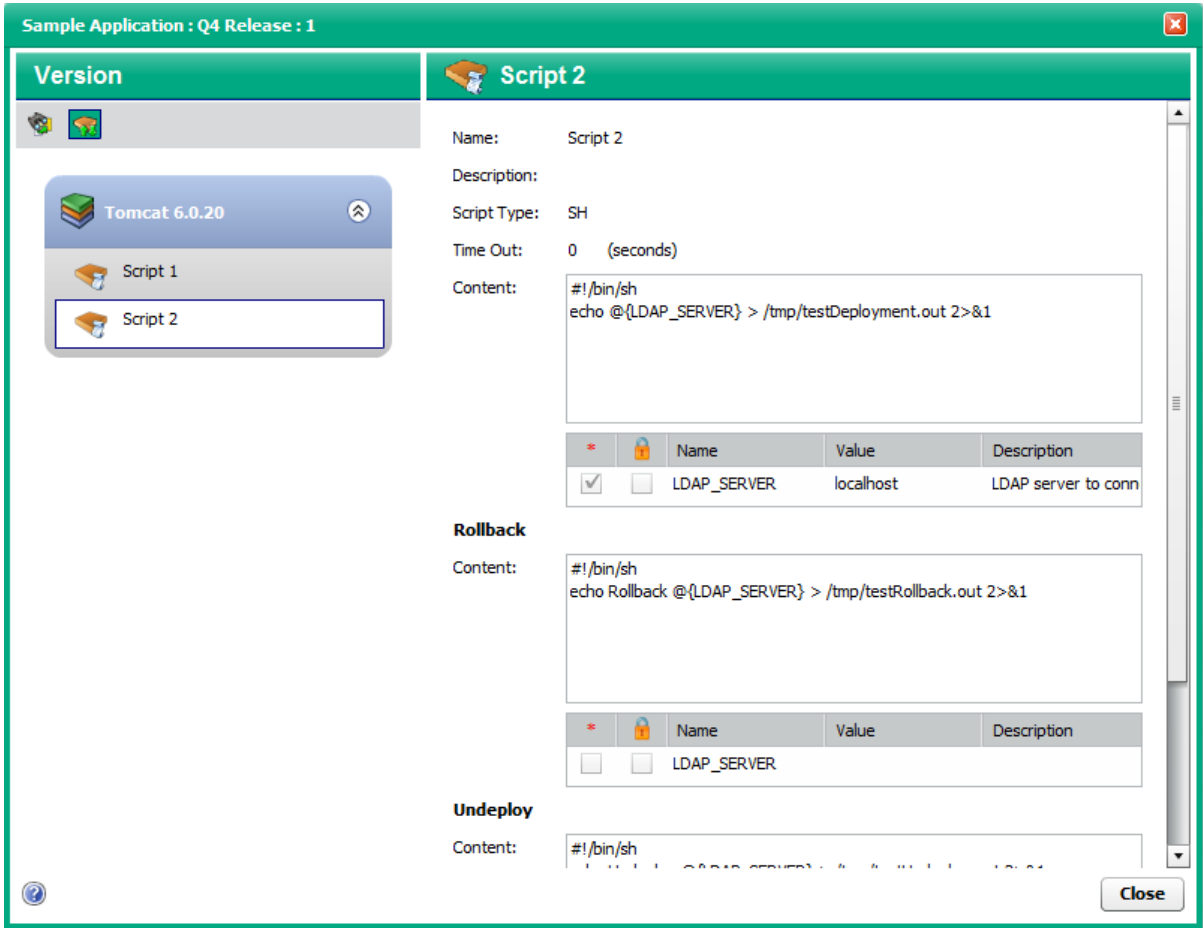 Sample Application : Q4 Release : 1
Version
Tomcat 6.0.20
Script 1
Script 2
Script 2
Name: Script 2
Description:
Script Type: SH
Time Out: 0 (seconds)
Content: #!/bin/sh
echo @{LDAP_SERVER} > /tmp/testDeployment.out 2>&1
* Name Value Description
LDAP_SERVER localhost LDAP server to conn
Rollback
Content: #!/bin/sh
echo Rollback @{LDAP_SERVER} > /tmp/testRollback.out 2>&1
* Name Value Description
LDAP_SERVER
Undeploy
Content: #!/bin/sh
Close